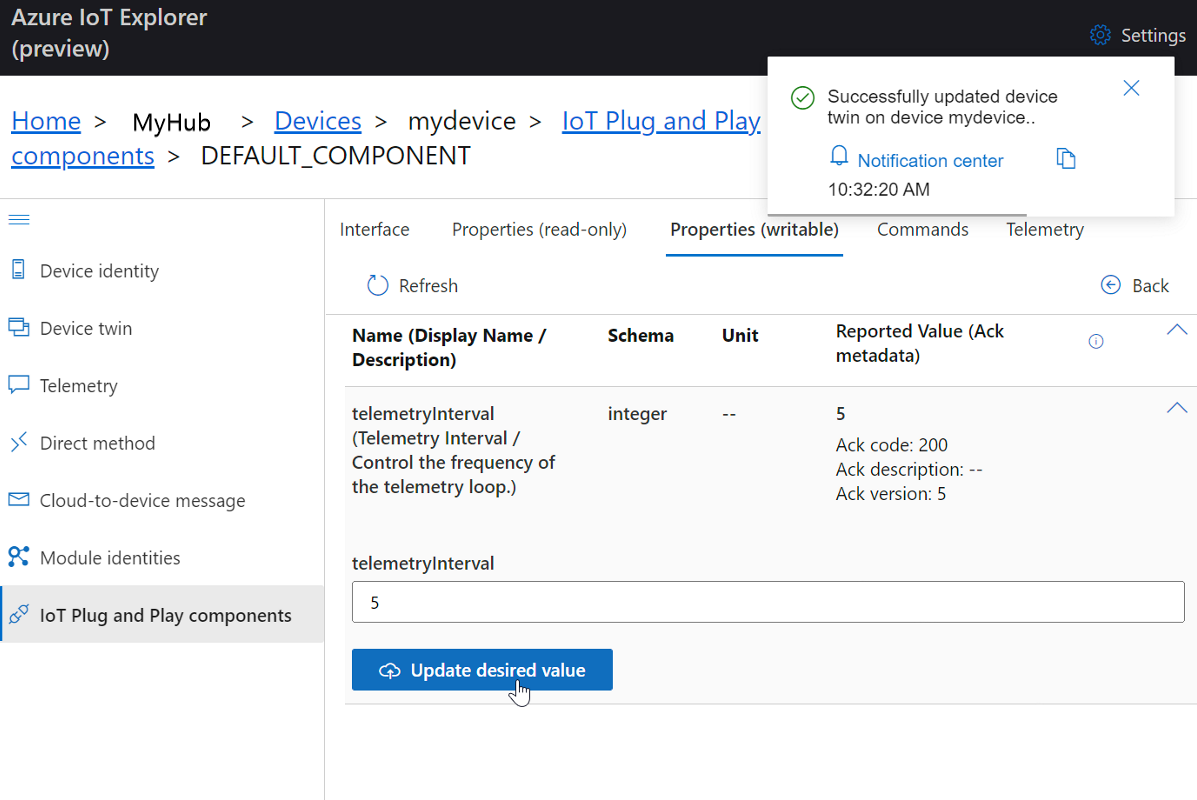 Azure IoT Explorer
(preview)
Settings
Successfully updated device
twin on device mydevice..
Notification center
10:32:20 AM
Home > MyHub > Devices > mydevice > IoT Plug and Play
components > DEFAULT_COMPONENT
Device identity
Device twin
Telemetry
Direct method
Cloud-to-device message
Module identities
IoT Plug and Play components
Interface Properties (read-only) Properties (writable) Commands Telemetry
Refresh Back
Name (Display Name /
Description)
Schema
Unit
Reported Value (Ack
metadata)
telemetryInterval
(Telemetry Interval /
Control the frequency of
the telemetry loop.)
integer
--
5
Ack code: 200
Ack description: --
Ack version: 5
telemetryInterval
5
Update desired value